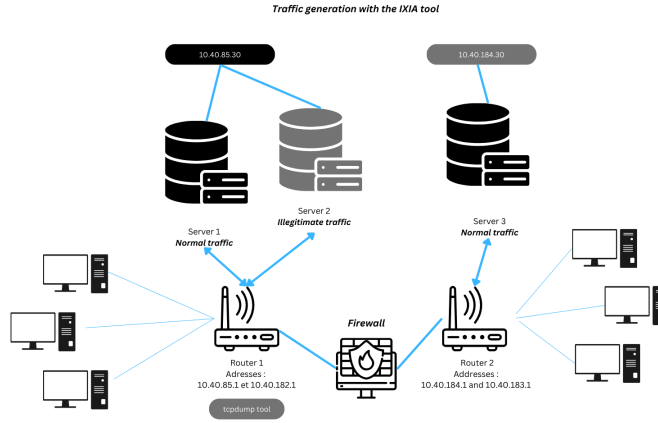 Traffic generation with the IXIA tool
10.40.85.30
10.40.184.30
Server 1
Normal traffic
Server 2
Illegitimate traffic
Server 3
Normal traffic
Firewall
Router 1
Adresses :
10.40.85.1 et 10.40.182.1
tcpdump tool
Router 2
Addresses :
10.40.184.1 and 10.40.183.1